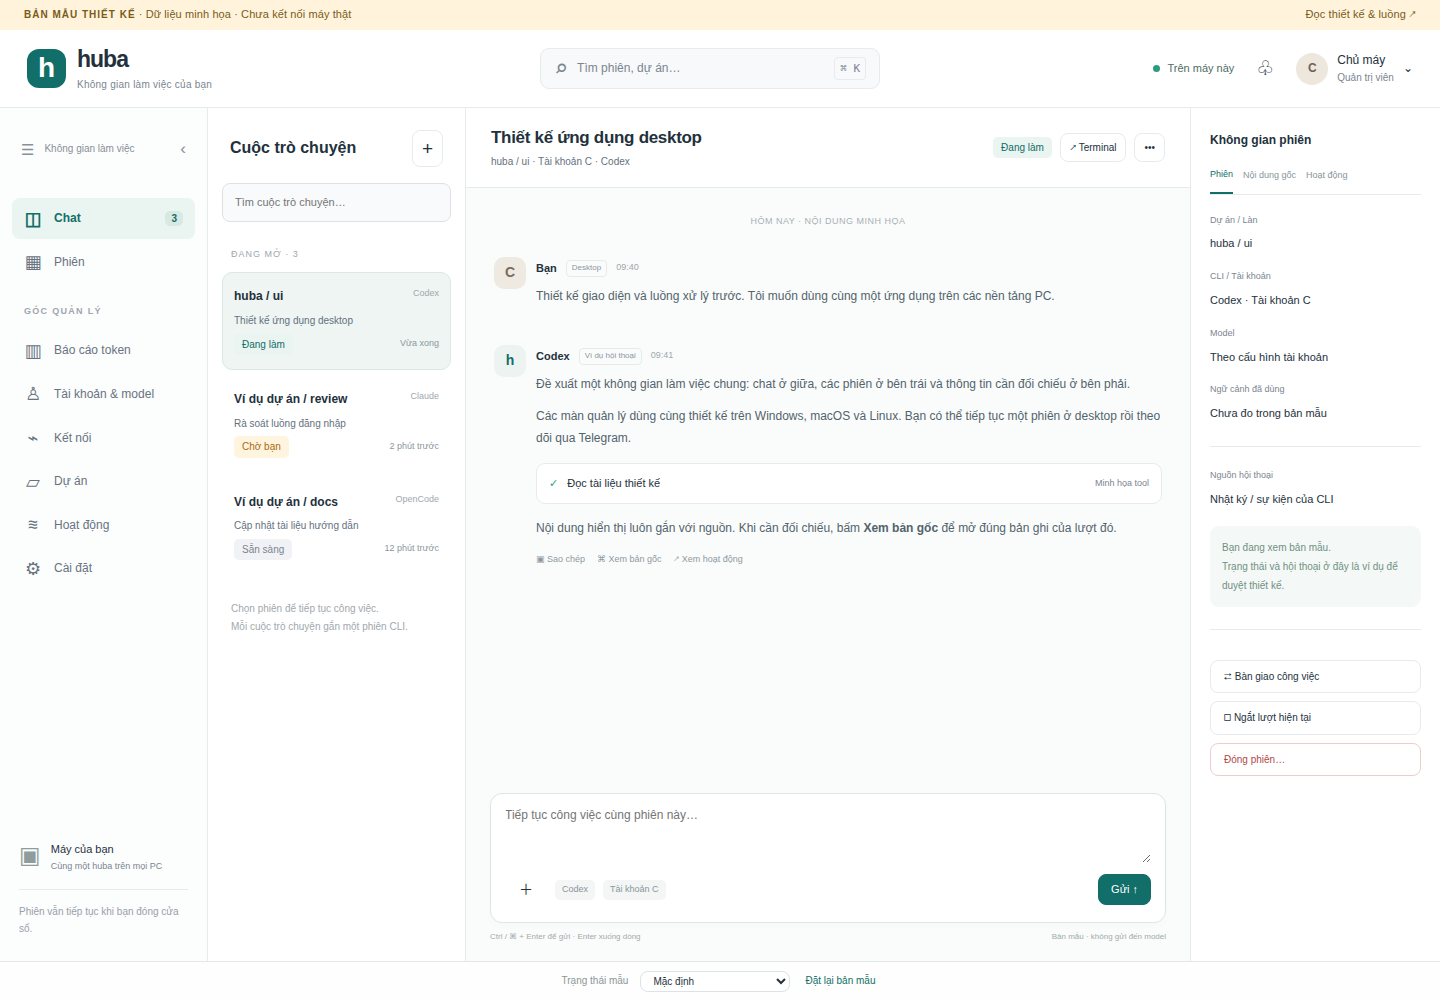 BẢN MẪU THIẾT KẾ · Dữ liệu minh họa · Chưa kết nối máy thật
Đọc thiết kế & luồng ↗
h huba
Không gian làm việc của bạn
Tìm phiên, dự án…
⌘ K
Trên máy này
C
Chủ máy
Quản trị viên
Không gian làm việc
Chat 3
Phiên
GÓC QUẢN LÝ
Báo cáo token
Tài khoản & model
Kết nối
Dự án
Hoạt động
Cài đặt
Máy của bạn
Cùng một huba trên mọi PC
Phiên vẫn tiếp tục khi bạn đóng cửa
sổ.
Cuộc trò chuyện
+
Tìm cuộc trò chuyện…
ĐANG MỞ · 3
huba / ui Codex
Thiết kế ứng dụng desktop
Đang làm Vừa xong
Ví dụ dự án / review Claude
Rà soát luồng đăng nhập
Chờ bạn 2 phút trước
Ví dụ dự án / docs OpenCode
Cập nhật tài liệu hướng dẫn
Sẵn sàng 12 phút trước
Chọn phiên để tiếp tục công việc.
Mỗi cuộc trò chuyện gắn một phiên CLI.
Thiết kế ứng dụng desktop
huba / ui · Tài khoản C · Codex
Đang làm
↗ Terminal
•••
HÔM NAY · NỘI DUNG MINH HỌA
C
Bạn Desktop 09:40
Thiết kế giao diện và luồng xử lý trước. Tôi muốn dùng cùng một ứng dụng trên các nền tảng PC.
h
Codex Ví dụ hội thoại 09:41
Đề xuất một không gian làm việc chung: chat ở giữa, các phiên ở bên trái và thông tin cần đối chiếu ở bên phải.
Các màn quản lý dùng cùng thiết kế trên Windows, macOS và Linux. Bạn có thể tiếp tục một phiên ở desktop rồi theo
dõi qua Telegram.
✓ Đọc tài liệu thiết kế Minh họa tool
Nội dung hiển thị luôn gắn với nguồn. Khi cần đối chiếu, bấm Xem bản gốc để mở đúng bản ghi của lượt đó.
▣ Sao chép ⌘ Xem bản gốc ↗ Xem hoạt động
Tiếp tục công việc cùng phiên này…
+
Codex
Tài khoản C
Gửi ↑
Ctrl / ⌘ + Enter để gửi · Enter xuống dòng
Bản mẫu · không gửi đến model
Không gian phiên
Phiên Nội dung gốc Hoạt động
Dự án / Làn
huba / ui
CLI / Tài khoản
Codex · Tài khoản C
Model
Theo cấu hình tài khoản
Ngữ cảnh đã dùng
Chưa đo trong bản mẫu
Nguồn hội thoại
Nhật ký / sự kiện của CLI
Bạn đang xem bản mẫu.
Trạng thái và hội thoại ở đây là ví dụ để
duyệt thiết kế.
⇄ Bàn giao công việc
◻ Ngắt lượt hiện tại
Đóng phiên…
Trạng thái mẫu
Mặc định
Đặt lại bản mẫu